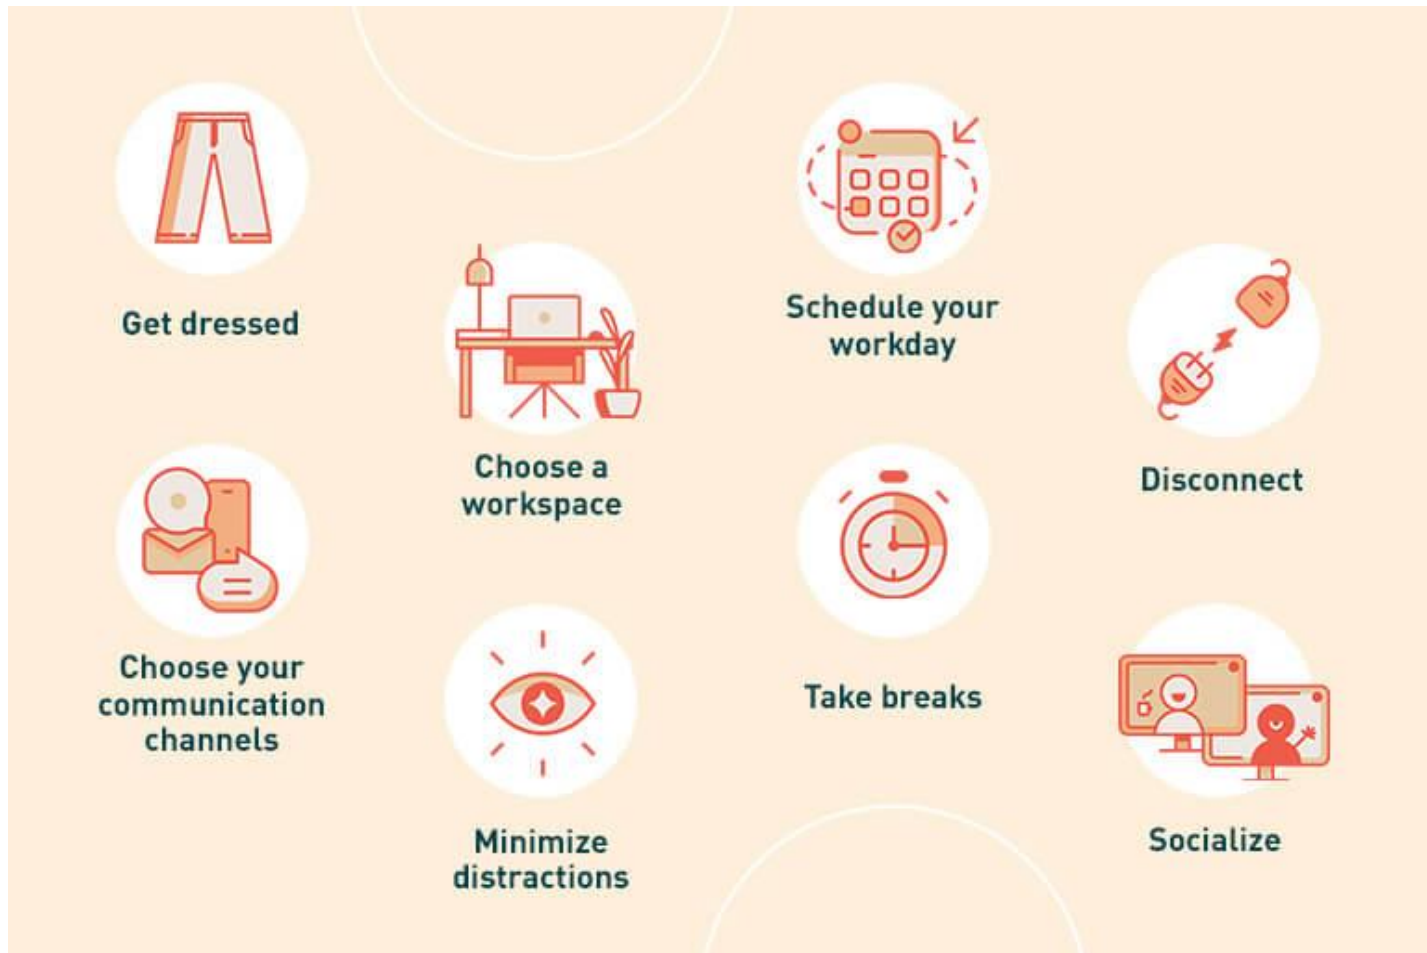 Get dressed
Choose your
communication
channels
Choose a
workspace
Minimize
distractions
Schedule your
workday
Take breaks
Disconnect
Socialize